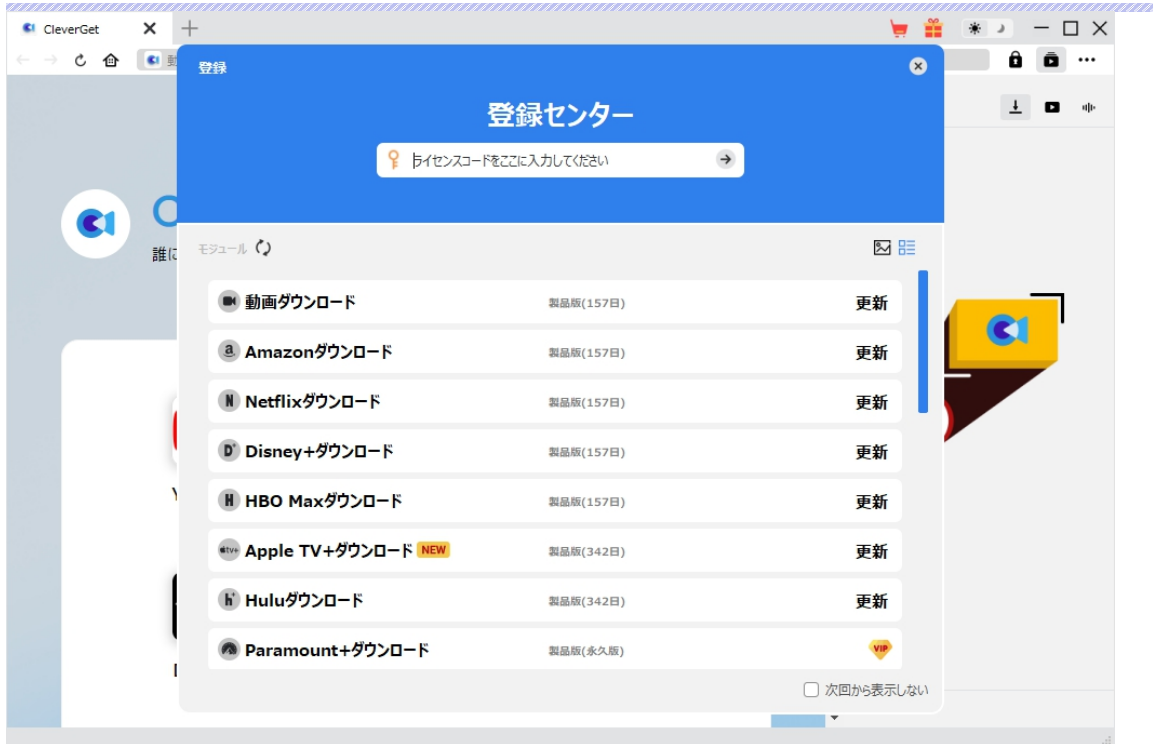 CleverGet
登録
登録センター
ライセンスコードをここに入力してください
誰に
モジュール
動画ダウンロード 製品版(157日) 更新
Amazonダウンロード 製品版(157日) 更新
Netflixダウンロード 製品版(157日) 更新
Disney+ダウンロード 製品版(157日) 更新
HBO Maxダウンロード 製品版(157日) 更新
Apple TV+ダウンロード NEW 製品版(342日) 更新
Huluダウンロード 製品版(342日) 更新
Paramount+ダウンロード 製品版(永久版) VIP
次回から表示しない